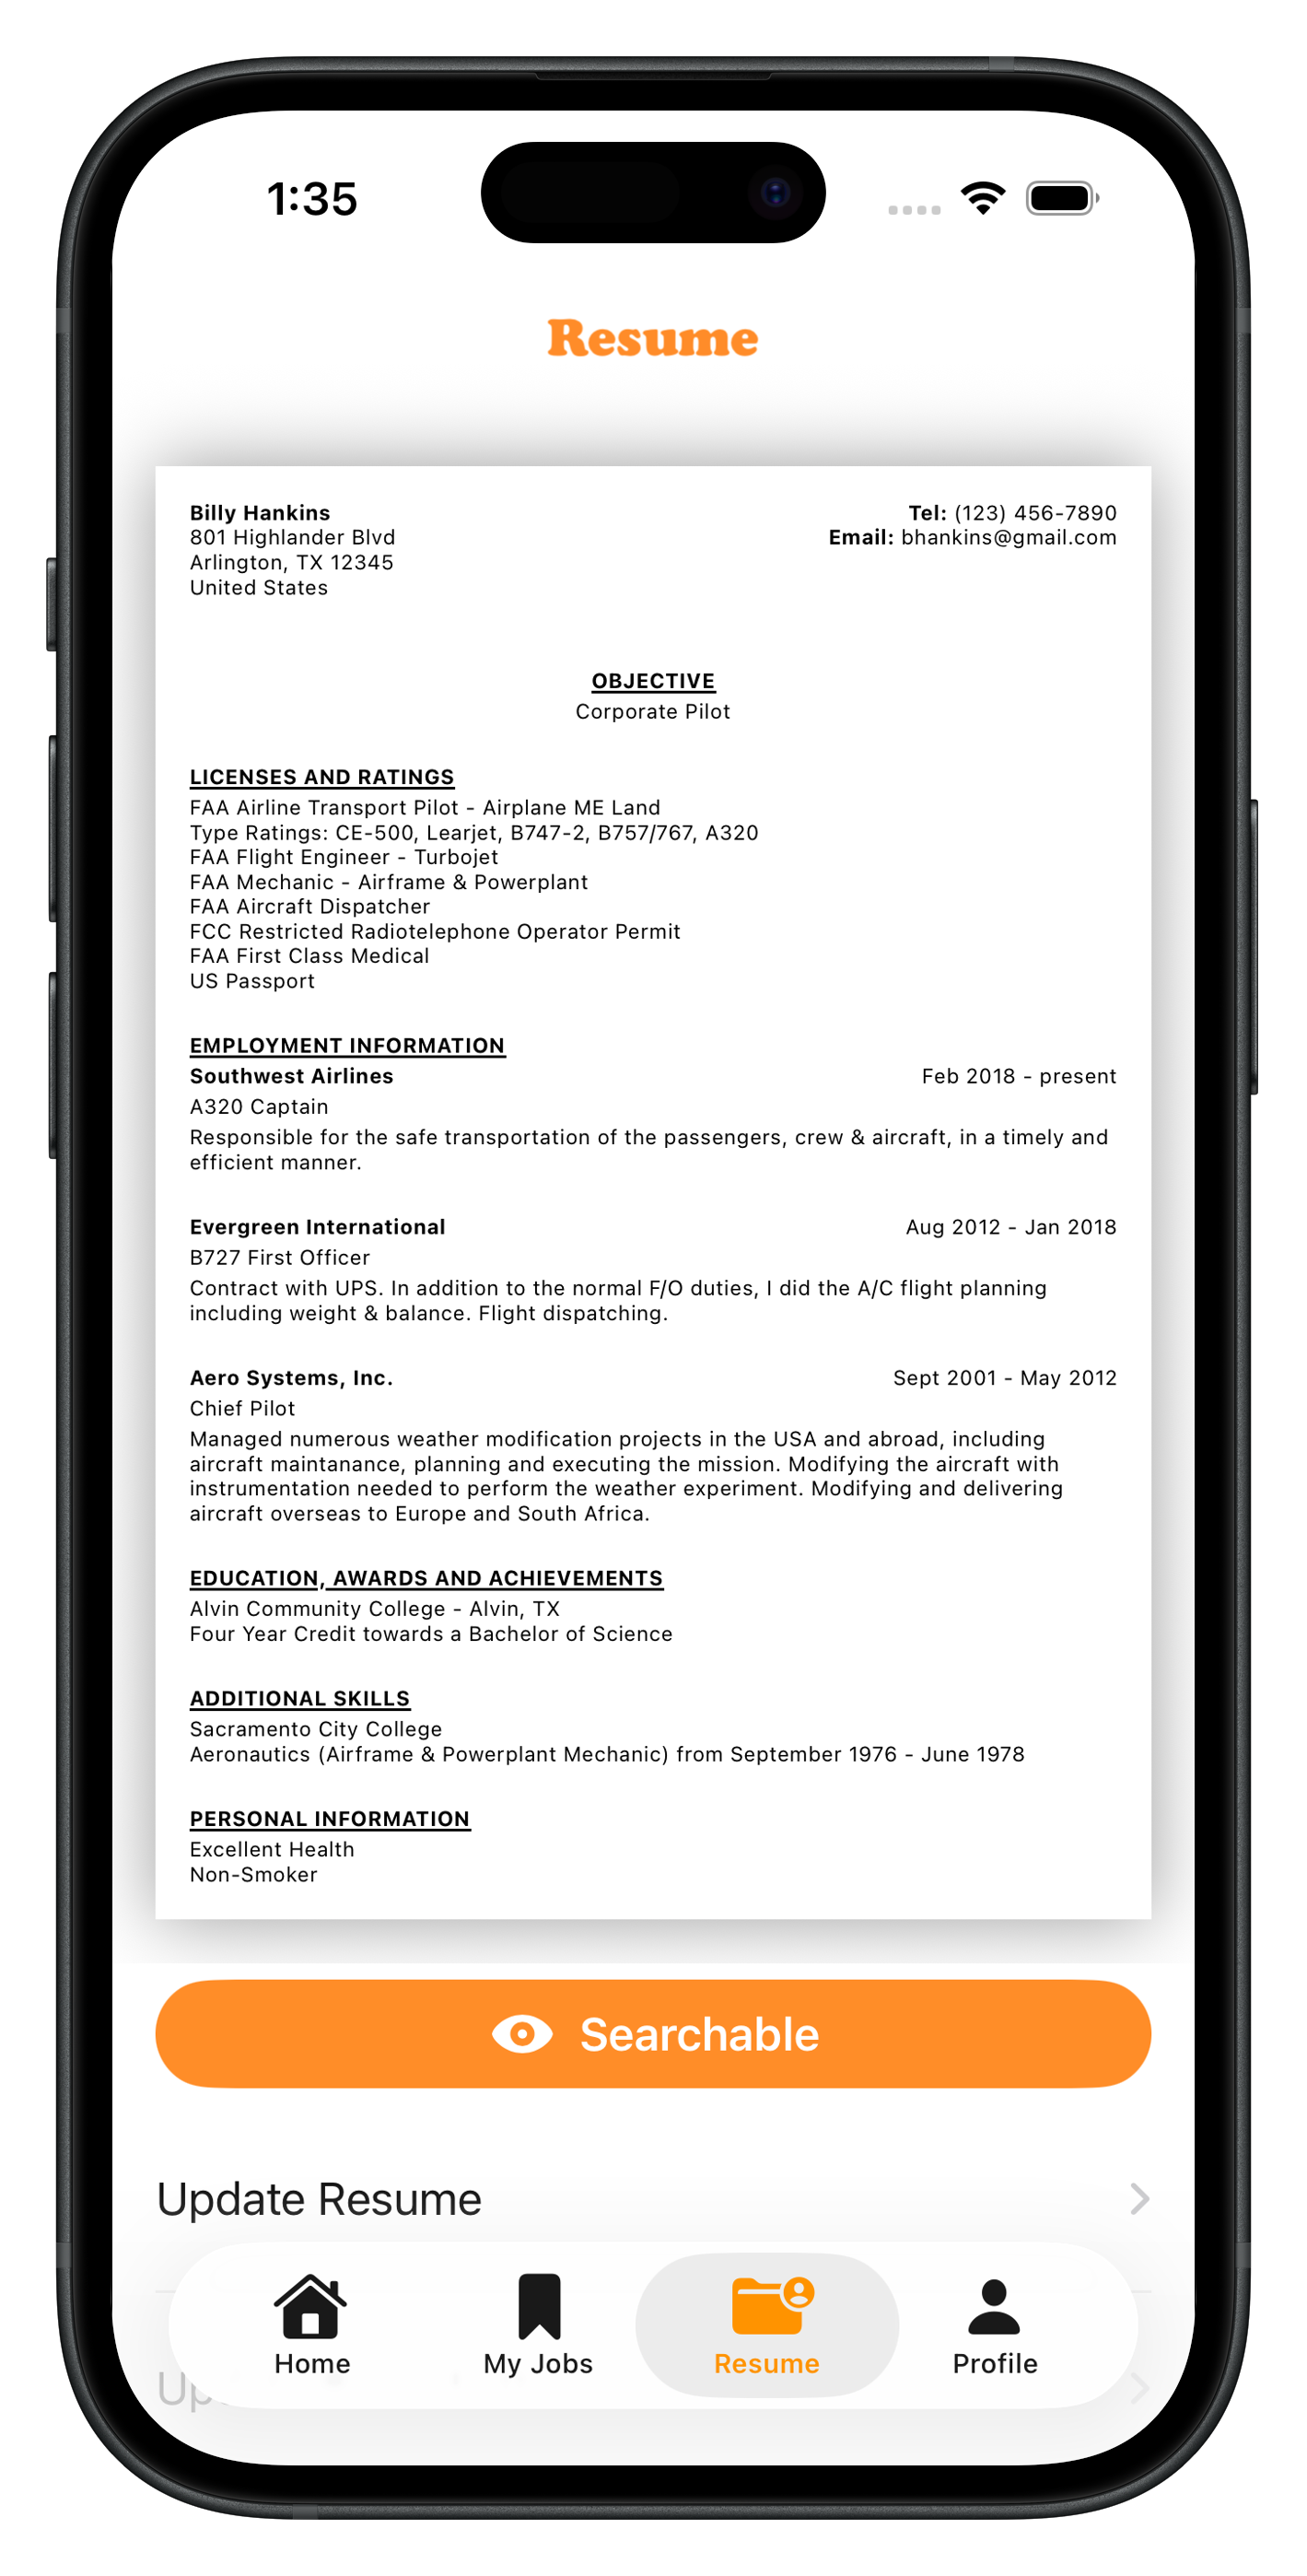 1:35
Resume
Billy Hankins
801 Highlander Blvd
Arlington, TX 12345
United States
Tel: (123) 456-7890
Email: bhankins@gmail.com
OBJECTIVE
Corporate Pilot
LICENSES AND RATINGS
FAA Airline Transport Pilot - Airplane ME Land
Type Ratings: CE-500, Learjet, B747-2, B757/767, A320
FAA Flight Engineer - Turbojet
FAA Mechanic - Airframe & Powerplant
FAA Aircraft Dispatcher
FCC Restricted Radiotelephone Operator Permit
FAA First Class Medical
US Passport
EMPLOYMENT INFORMATION
Southwest Airlines Feb 2018 - present
A320 Captain
Responsible for the safe transportation of the passengers, crew & aircraft, in a timely and
efficient manner.
Evergreen International Aug 2012 - Jan 2018
B727 First Officer
Contract with UPS. In addition to the normal F/O duties, I did the A/C flight planning
including weight & balance. Flight dispatching.
Aero Systems, Inc. Sept 2001 - May 2012
Chief Pilot
Managed numerous weather modification projects in the USA and abroad, including
aircraft maintanance, planning and executing the mission. Modifying the aircraft with
instrumentation needed to perform the weather experiment. Modifying and delivering
aircraft overseas to Europe and South Africa.
EDUCATION, AWARDS AND ACHIEVEMENTS
Alvin Community College - Alvin, TX
Four Year Credit towards a Bachelor of Science
ADDITIONAL SKILLS
Sacramento City College
Aeronautics (Airframe & Powerplant Mechanic) from September 1976 - June 1978
PERSONAL INFORMATION
Excellent Health
Non-Smoker
Searchable
Update Resume
Home My Jobs Resume Profile